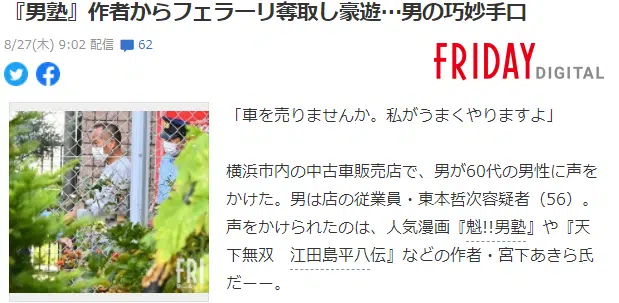 『男塾』作者からフェラーリ奪取し豪遊…男の巧妙手口
8/27(木) 9:02 配信 62
FRIDAY DIGITAL
「車を売りませんか。私がうまくやりますよ」
横浜市内の中古車販売店で、男が60代の男性に声を
かけた。男は店の従業員・東本哲次容疑者（56）。
声をかけられたのは、人気漫画『魁!!男塾』や『天
下無双　江田島平八伝』などの作者・宮下あきら氏
だーー。
FRIDAY